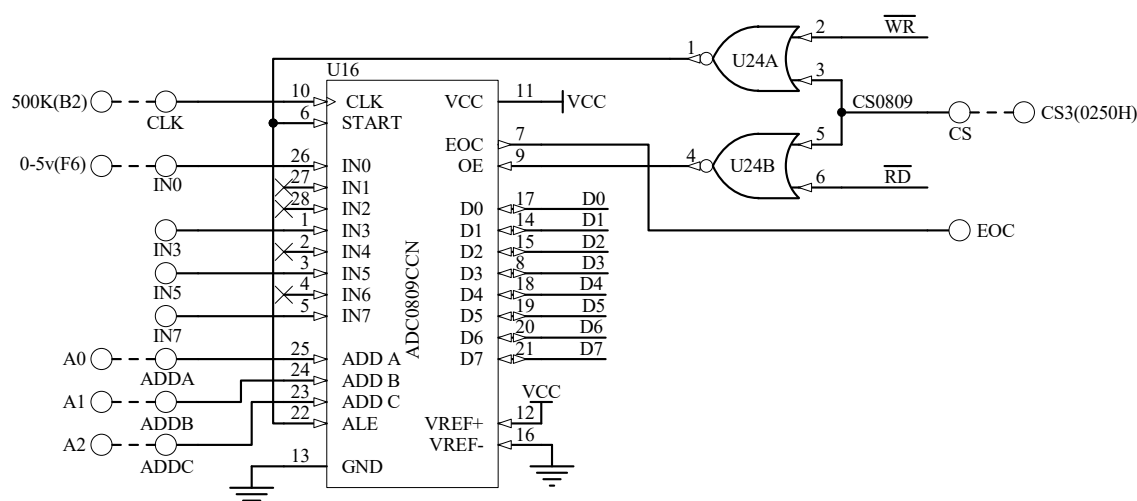 2
WR
1
U24A
U16
3
500K(B2)
10
CLK
VCC
11
VCC
CS0809
CLK
6
START
CS
CS3(0250H)
EOC
7
5
0-5v(F6)
26
IN0
OE
9
4
U24B
IN0
27
IN1
6
RD
28
IN2
D0
17
D0
1
IN3
D1
14
D1
EOC
IN3
2
IN4
D2
15
D2
3
IN5
D3
8
D3
IN5
4
IN6
D4
18
D4
5
IN7
D5
19
D5
IN7
D6
20
D6
A0
25
ADD A
D7
21
D7
ADDA
24
ADD B
VCC
A1
23
ADD C
ADDB
22
ALE
VREF+
12
A2
VREF-
16
ADDC
13
GND
ADC0809CCN